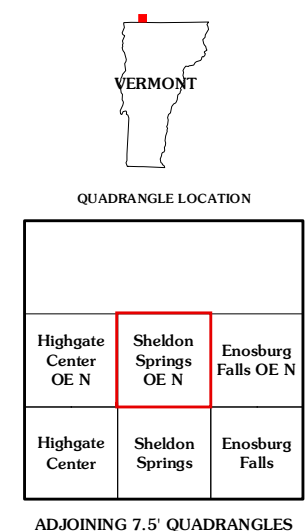 VERMONT
QUADRANGLE LOCATION
Highgate
Center
OE N
Sheldon
Springs
OE N
Enosburg
Falls OE N
Highgate
Center
Sheldon
Springs
Enosburg
Falls
ADJOINING 7.5' QUADRANGLES